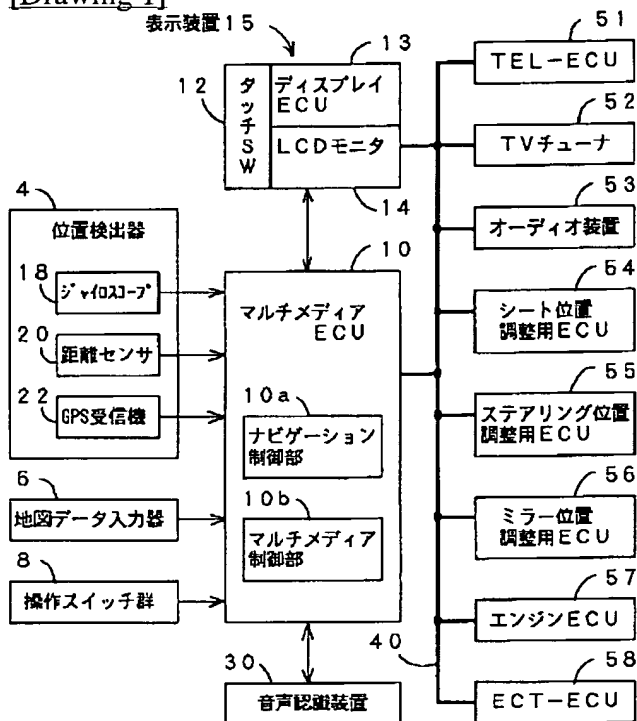 [Drawing 1]
表示装置15
13
12
タッチSW
ディスプレイ
ECU
LCDモニタ
14
4
位置検出器
18
ジャイロスコープ
20
距離センサ
22
GPS受信機
6
地図データ入力器
8
操作スイッチ群
10
マルチメディア
ECU
10a
ナビゲーション
制御部
10b
マルチメディア
制御部
30
音声認識装置
40
51
TEL-ECU
52
TVチューナ
53
オーディオ装置
54
シート位置
調整用ECU
55
ステアリング位置
調整用ECU
56
ミラー位置
調整用ECU
57
エンジンECU
58
ECT-ECU